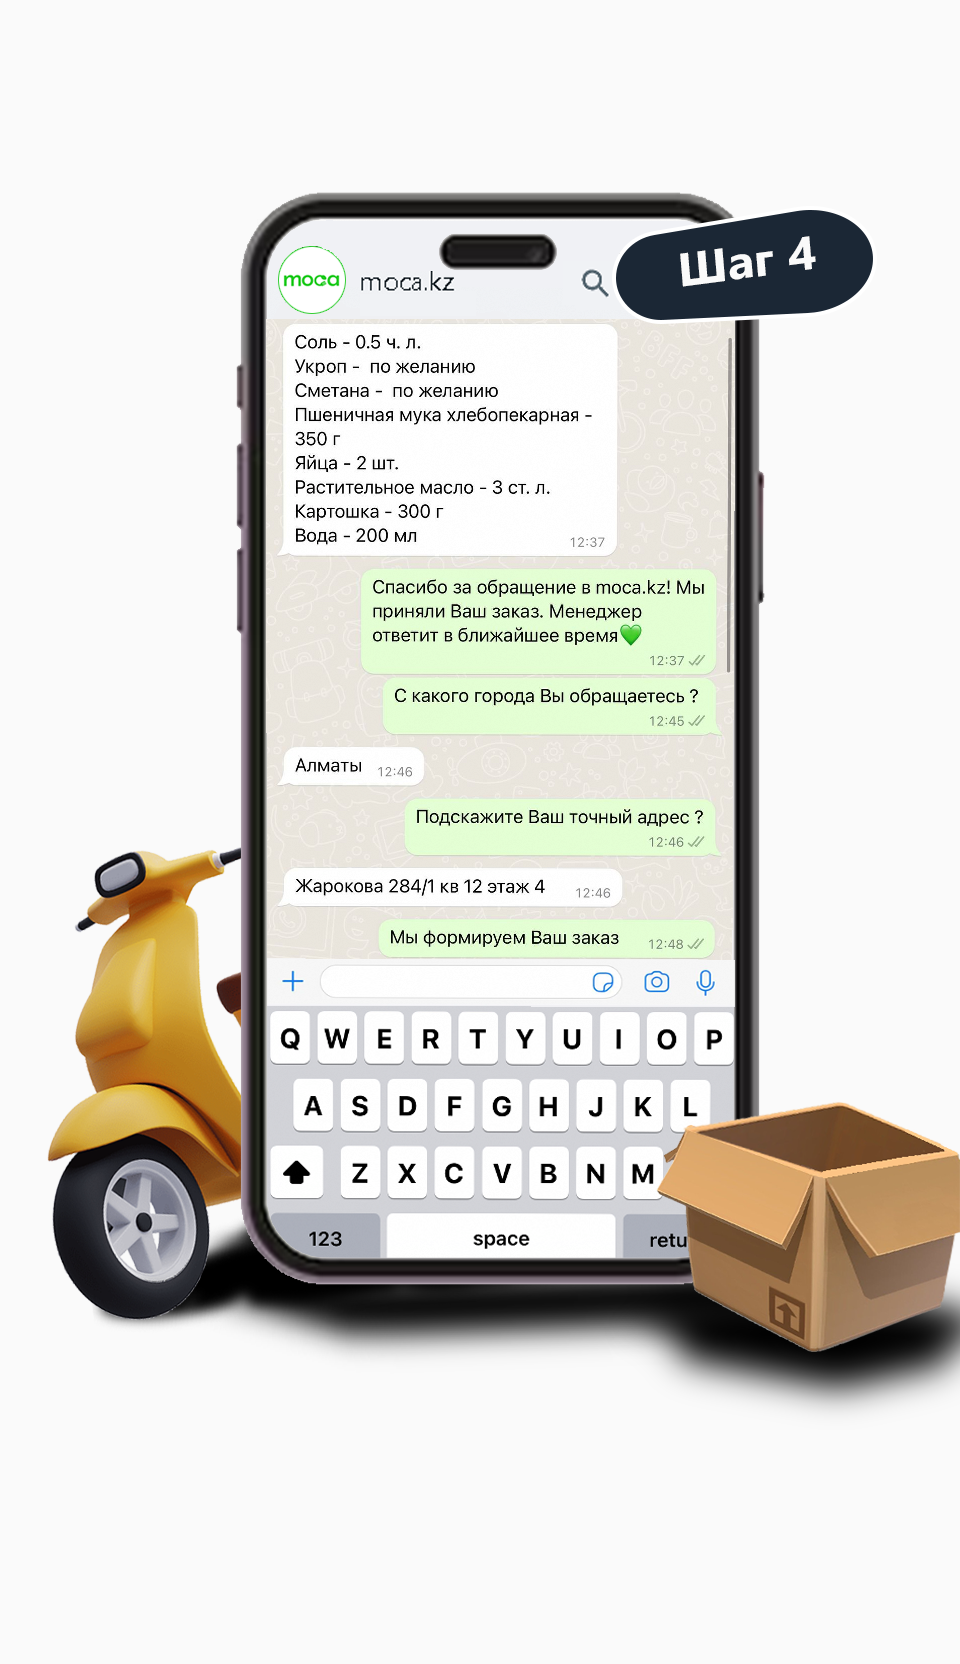 Шаг 4
moca
moca.kz
Соль - 0.5 ч. л.
Укроп -  по желанию
Сметана -  по желанию
Пшеничная мука хлебопекарная -
350 г
Яйца - 2 шт.
Растительное масло - 3 ст. л.
Картошка - 300 г
Вода - 200 мл
12:37
Спасибо за обращение в moca.kz! Мы
приняли Ваш заказ. Менеджер
ответит в ближайшее время💚
12:37
С какого города Вы обращаетесь ?
12:45
Алматы 12:46
Подскажите Ваш точный адрес ?
12:46
Жарокова 284/1 кв 12 этаж 4 12:46
Мы формируем Ваш заказ 12:48
Q W E R T Y U I O P
A S D F G H J K L
Z X C V B N M
123 space retu